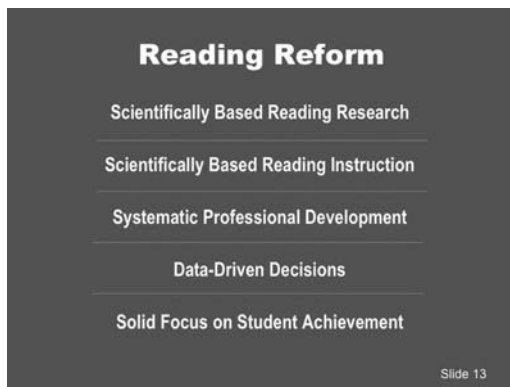 Reading Reform
Scientifically Based Reading Research
Scientifically Based Reading Instruction
Systematic Professional Development
Data-Driven Decisions
Solid Focus on Student Achievement
Slide 13